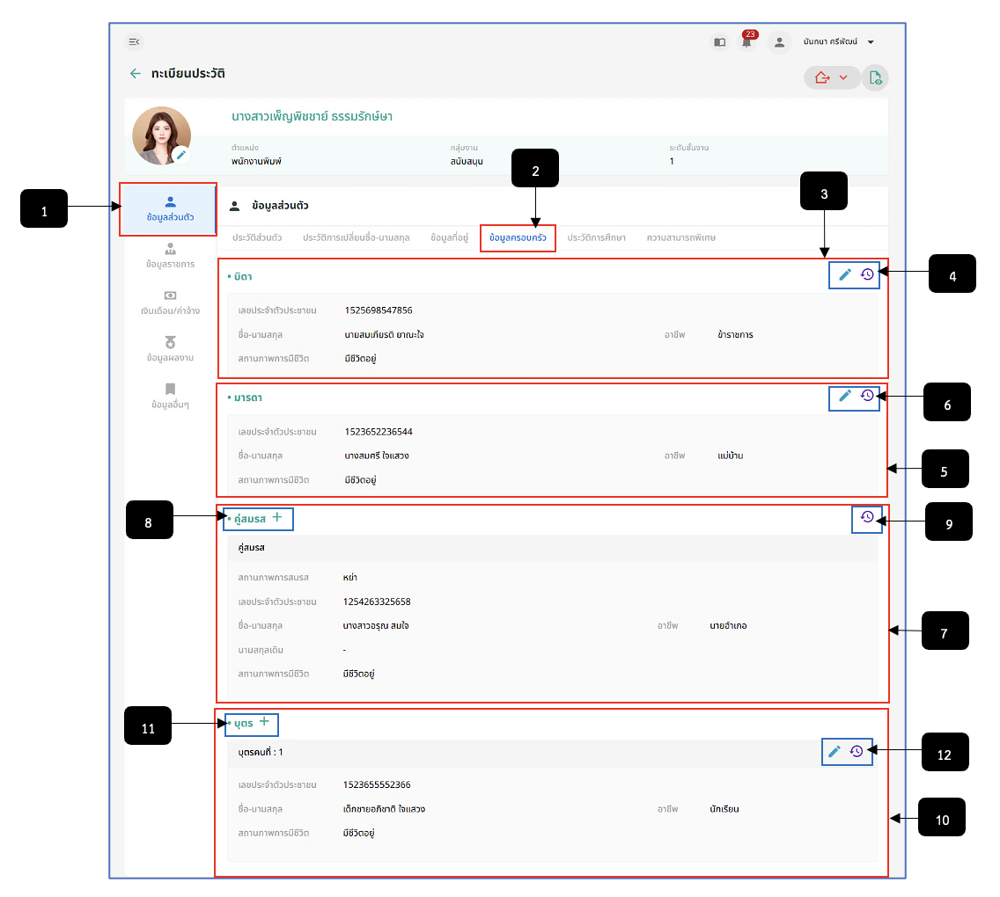 23
นันทนา ศรีพัฒน์
ทะเบียนประวัติ
นางสาวเพ็ญพิชชาย์ ธรรมรักษ์ษา
ตำแหน่ง กลุ่มงาน ระดับชั้นงาน
พนักงานพิมพ์ สนับสนุน 1
2
3
1
ข้อมูลส่วนตัว
ข้อมูลส่วนตัว
ประวัติส่วนตัว ประวัติการเปลี่ยนชื่อ-นามสกุล ข้อมูลที่อยู่ ข้อมูลครอบครัว ประวัติการศึกษา ความสามารถพิเศษ
ข้อมูลราชการ
เงินเดือน/ค่าจ้าง
ข้อมูลผลงาน
ข้อมูลอื่นๆ
• บิดา
4
เลขประจำตัวประชาชน 1525698547856
ชื่อ-นามสกุล นายสมเกียรติ ยาณะใจ อาชีพ ข้าราชการ
สถานภาพการมีชีวิต มีชีวิตอยู่
• มารดา
6
เลขประจำตัวประชาชน 1523652236544
ชื่อ-นามสกุล นางสมศรี ใจแสวง อาชีพ แม่บ้าน
5
สถานภาพการมีชีวิต มีชีวิตอยู่
8
• คู่สมรส +
9
คู่สมรส
สถานภาพการสมรส หย่า
เลขประจำตัวประชาชน 1254263325658
ชื่อ-นามสกุล นางสาวอรุณ สมใจ อาชีพ นายอำเภอ
7
นามสกุลเดิม -
สถานภาพการมีชีวิต มีชีวิตอยู่
11
• บุตร +
บุตรคนที่ : 1
12
เลขประจำตัวประชาชน 1523655552366
ชื่อ-นามสกุล เด็กชายอภิชาติ ใจแสวง อาชีพ นักเรียน
10
สถานภาพการมีชีวิต มีชีวิตอยู่